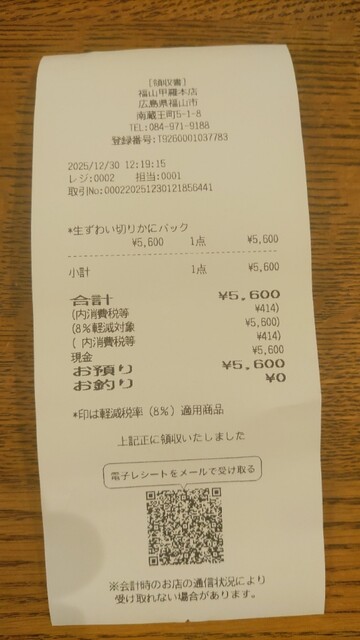 [領収書]
福山甲羅本店
広島県福山市
南蔵王町5-1-8
TEL:084-971-9188
登録番号:T9260001037783
2025/12/30 12:19:15
レジ:0002 担当:0001
取引No:000220251230121856441
*生ずわい切りかにパック
¥5,600 1点 ¥5,600
小計 1点 ¥5,600
合計 ¥5,600
(内消費税等 ¥414)
(8%軽減対象 ¥5,600)
( 内消費税等 ¥414)
現金 ¥5,600
お預り ¥5,600
お釣り ¥0
*印は軽減税率(8%)適用商品
上記正に領収いたしました
電子レシートをメールで受け取る
※会計時のお店の通信状況により
受け取れない場合があります。